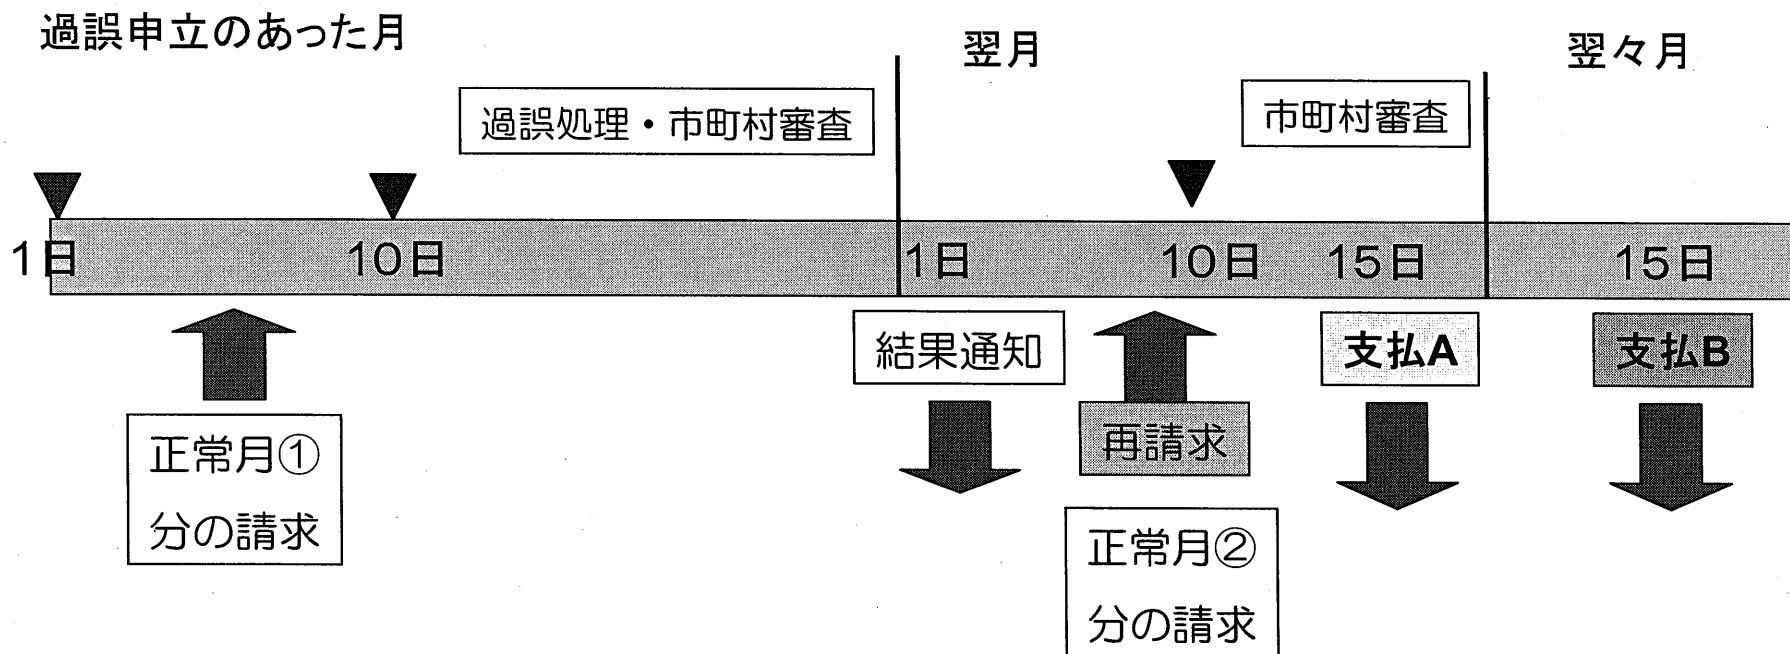 過誤申立のあった月
翌月
翌々月
過誤処理・市町村審査
市町村審査
1日
10日
1日
10日
15日
15日
結果通知
支払A
支払B
正常月①
分の請求
再請求
正常月②
分の請求